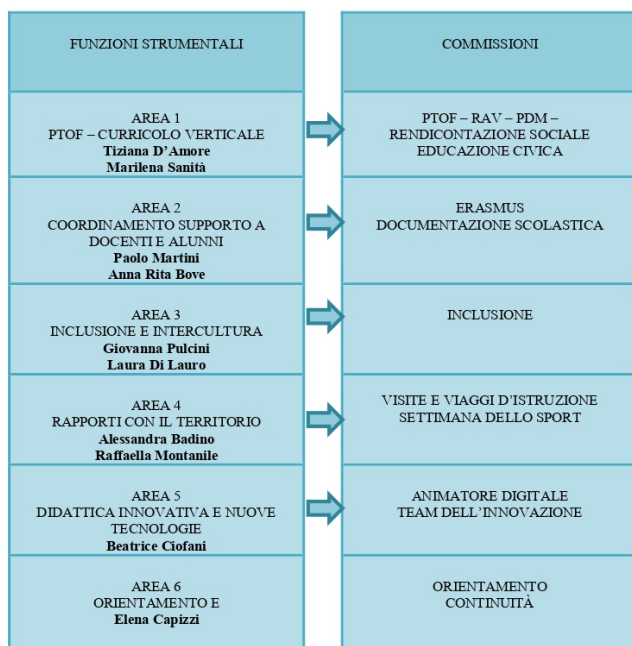 FUNZIONI STRUMENTALI
COMMISSIONI
AREA 1
PTOF – CURRICOLO VERTICALE
Tiziana D’Amore
Marilena Sanità
PTOF – RAV – PDM –
RENDICONTAZIONE SOCIALE
EDUCAZIONE CIVICA
AREA 2
COORDINAMENTO SUPPORTO A
DOCENTI E ALUNNI
Paolo Martini
Anna Rita Bove
ERASMUS
DOCUMENTAZIONE SCOLASTICA
AREA 3
INCLUSIONE E INTERCULTURA
Giovanna Pulcini
Laura Di Lauro
INCLUSIONE
AREA 4
RAPPORTI CON IL TERRITORIO
Alessandra Badino
Raffaella Montanile
VISITE E VIAGGI D’ISTRUZIONE
SETTIMANA DELLO SPORT
AREA 5
DIDATTICA INNOVATIVA E NUOVE
TECNOLOGIE
Beatrice Ciofani
ANIMATORE DIGITALE
TEAM DELL’INNOVAZIONE
AREA 6
ORIENTAMENTO E
Elena Capizzi
ORIENTAMENTO
CONTINUITÀ